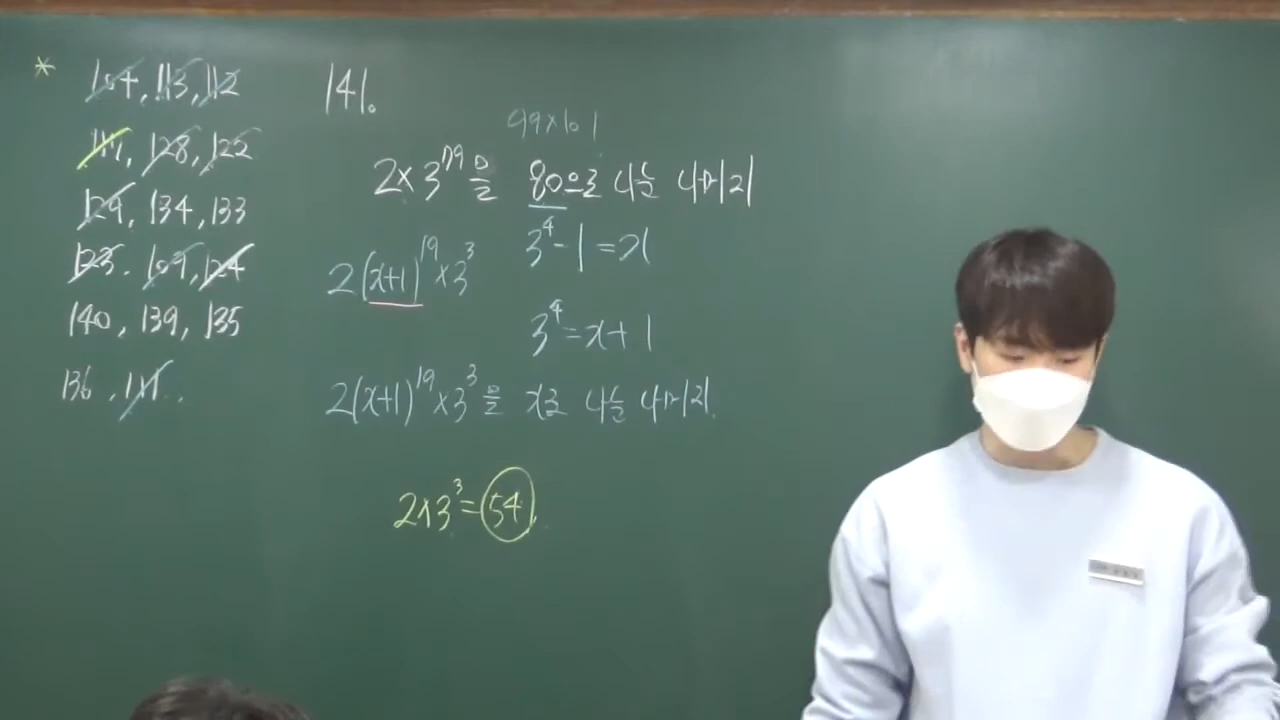 * 104, 113, 112
111, 128, 122
129, 134, 133
123. 109, 124
140, 139, 135
136, 111.
141.
99×101
2×3^79을 80으로 나눈 나머지
3^4-1=x
2(x+1)^19×3^3
3^4=x+1
2(x+1)^19×3^3을 x로 나눈 나머지.
2×3^3=54